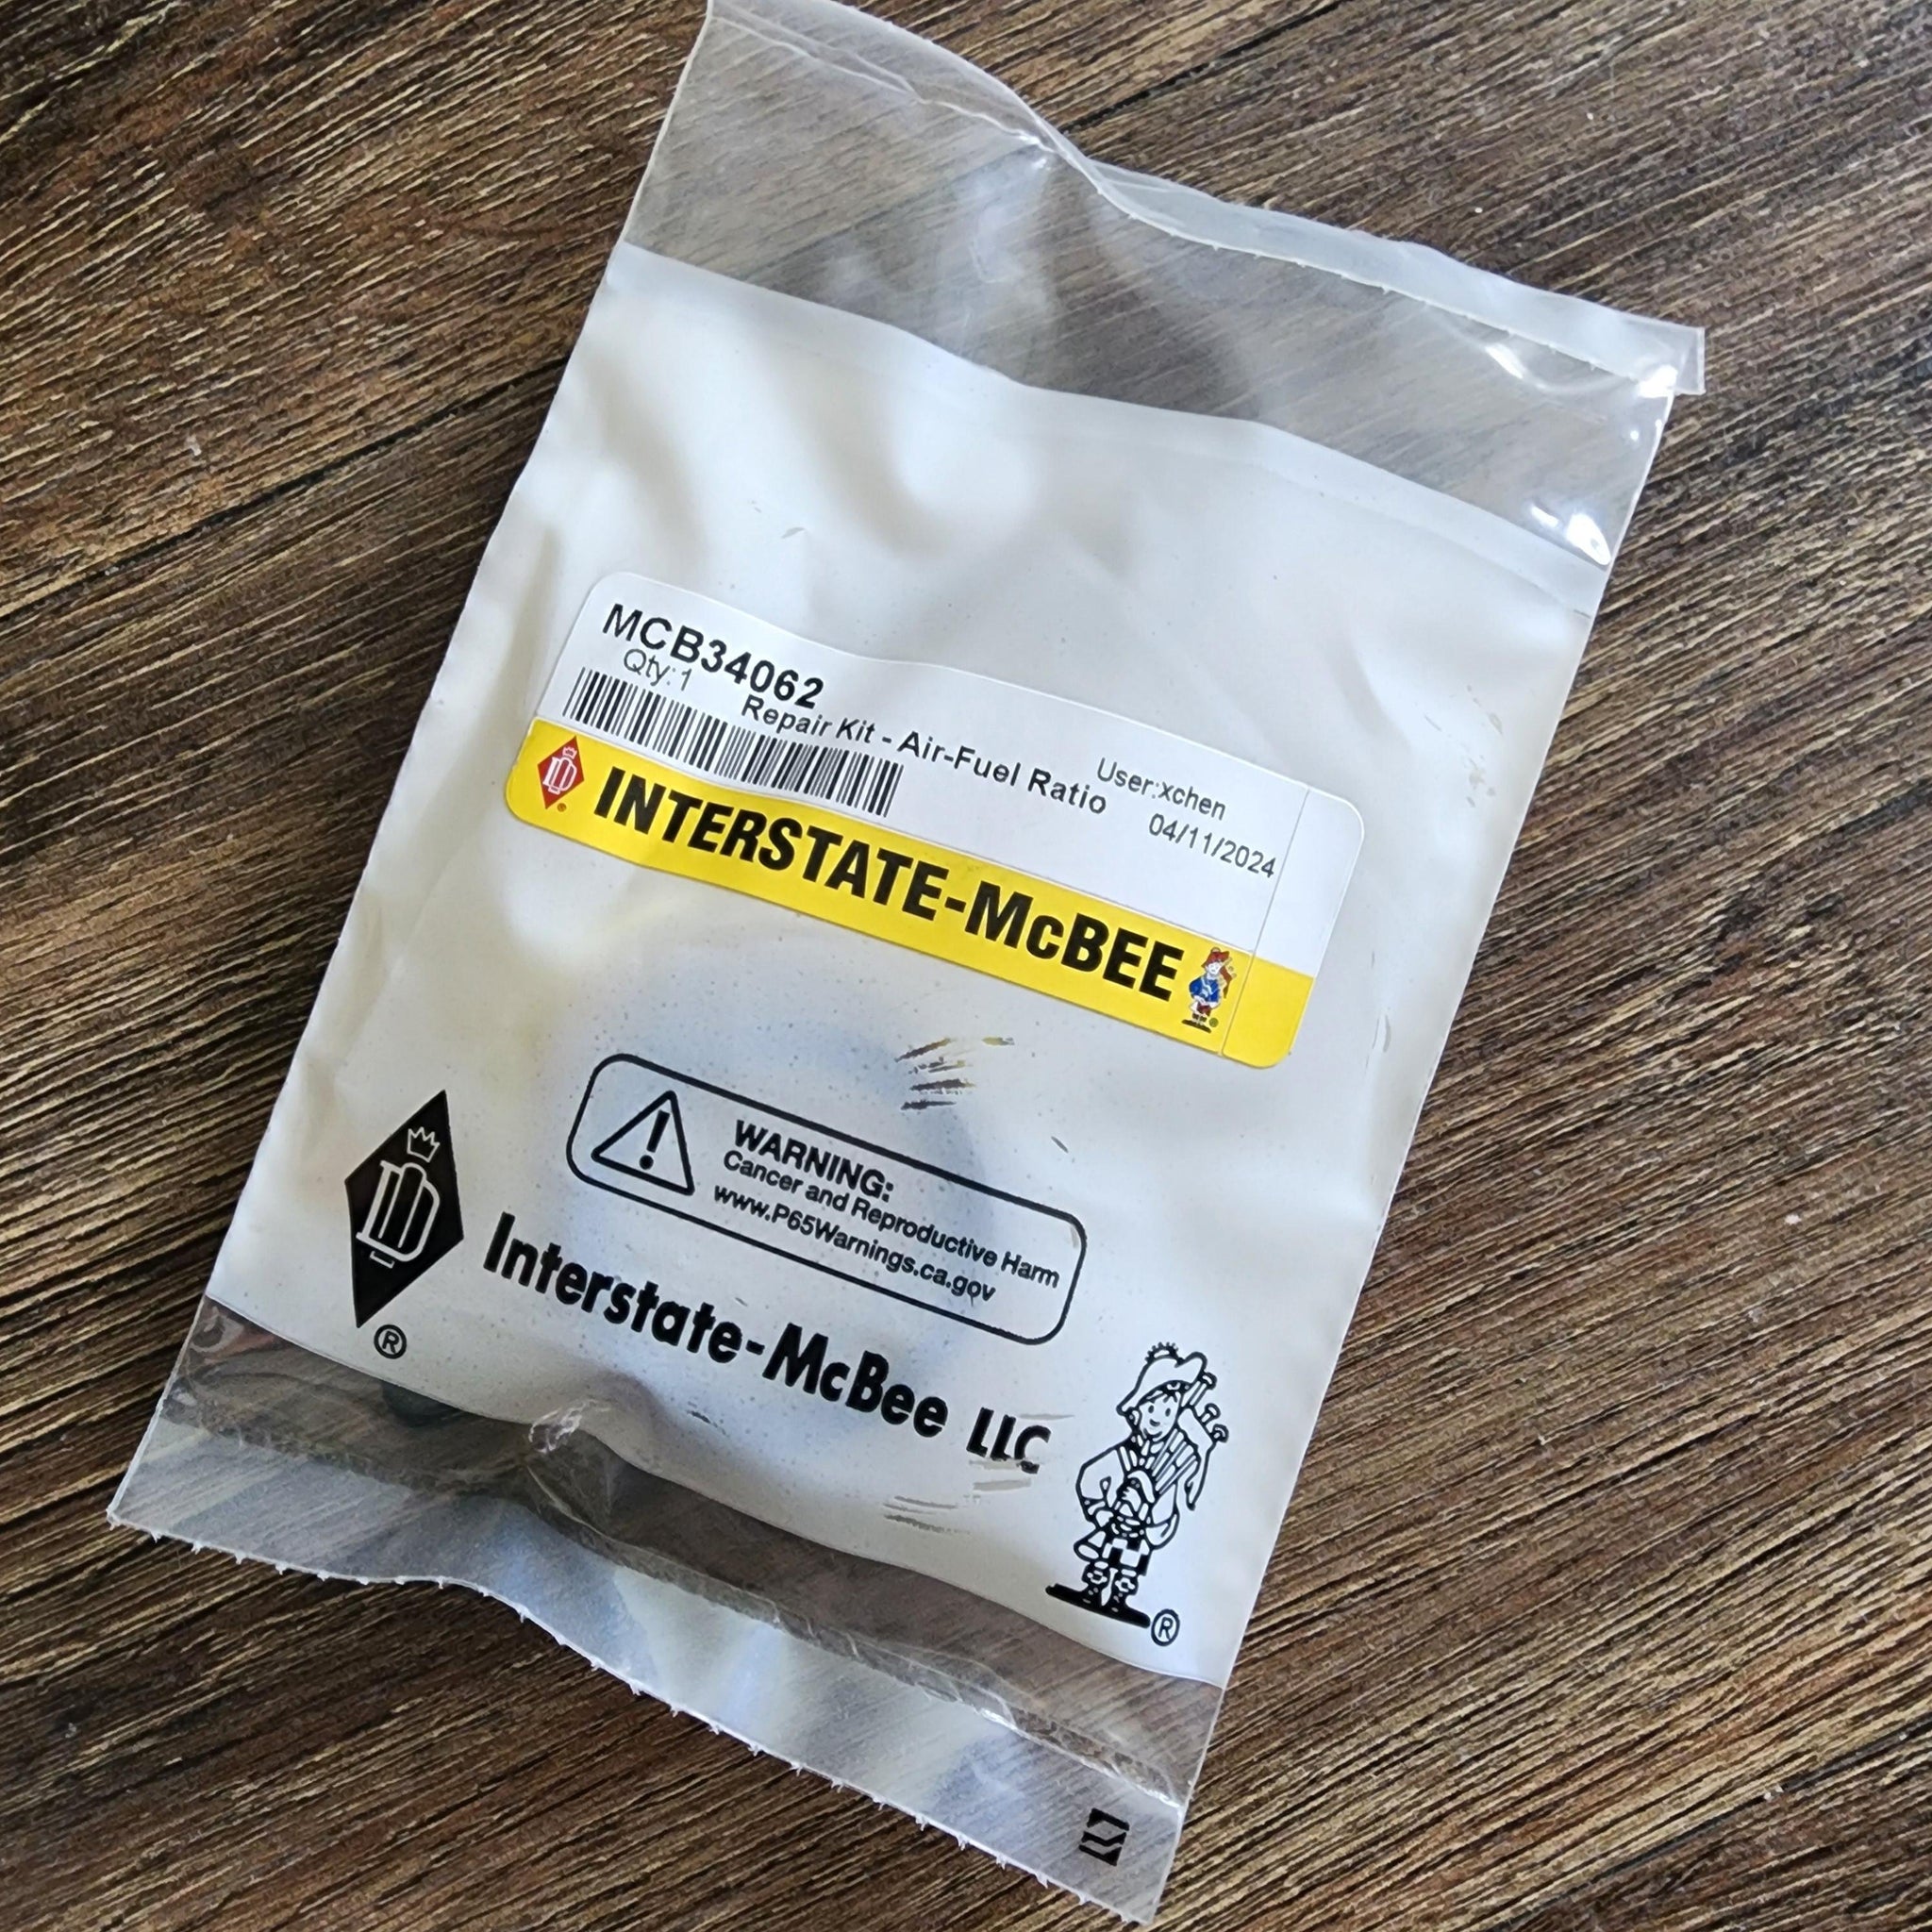 MCB34062
Qty:1
Repair Kit - Air-Fuel Ratio
User:xchen
04/11/2024
INTERSTATE-McBEE
®
®
WARNING:
Cancer and Reproductive Harm
www.P65Warnings.ca.gov
®
Interstate-McBee LLC
®